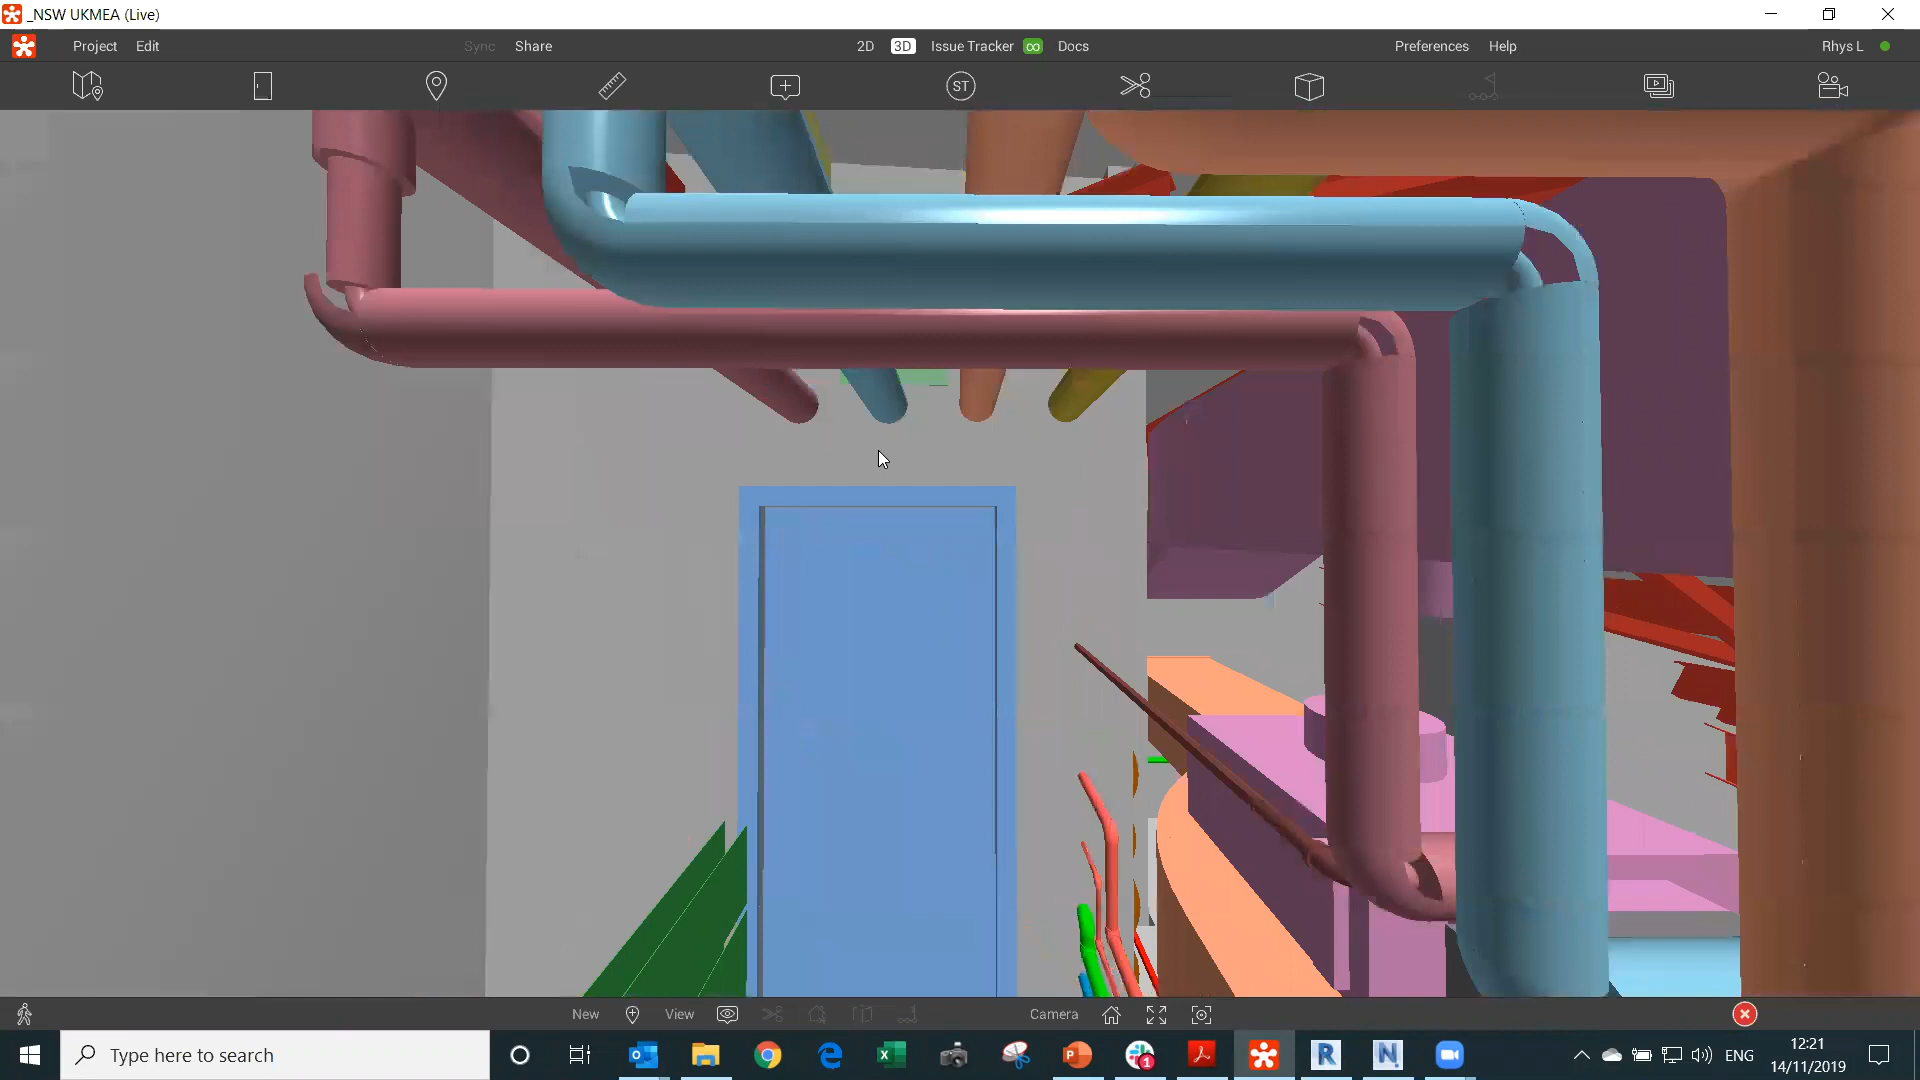 _NSW UKMEA (Live)
Project Edit Sync Share 2D 3D Issue Tracker Docs Preferences Help Rhys L
ST
New View Camera
Type here to search
ENG
12:21
14/11/2019
1